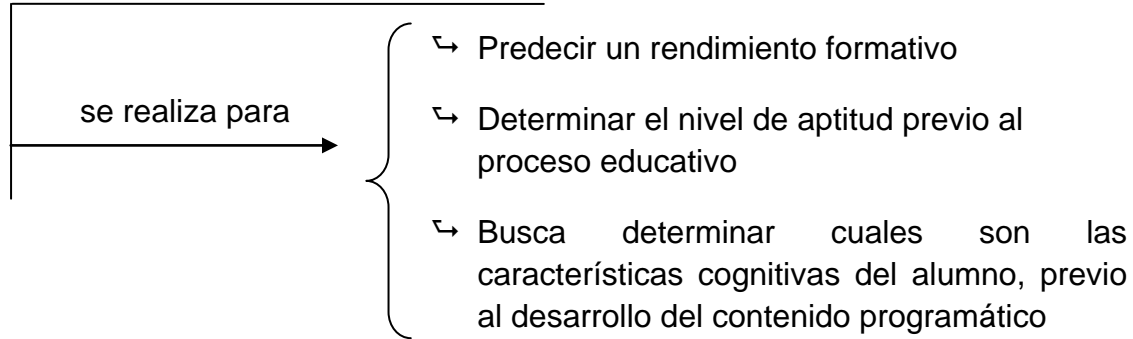 Predecir un rendimiento formativo
se realiza para
Determinar el nivel de aptitud previo al
proceso educativo
Busca determinar cuales son las
características cognitivas del alumno, previo
al desarrollo del contenido programático